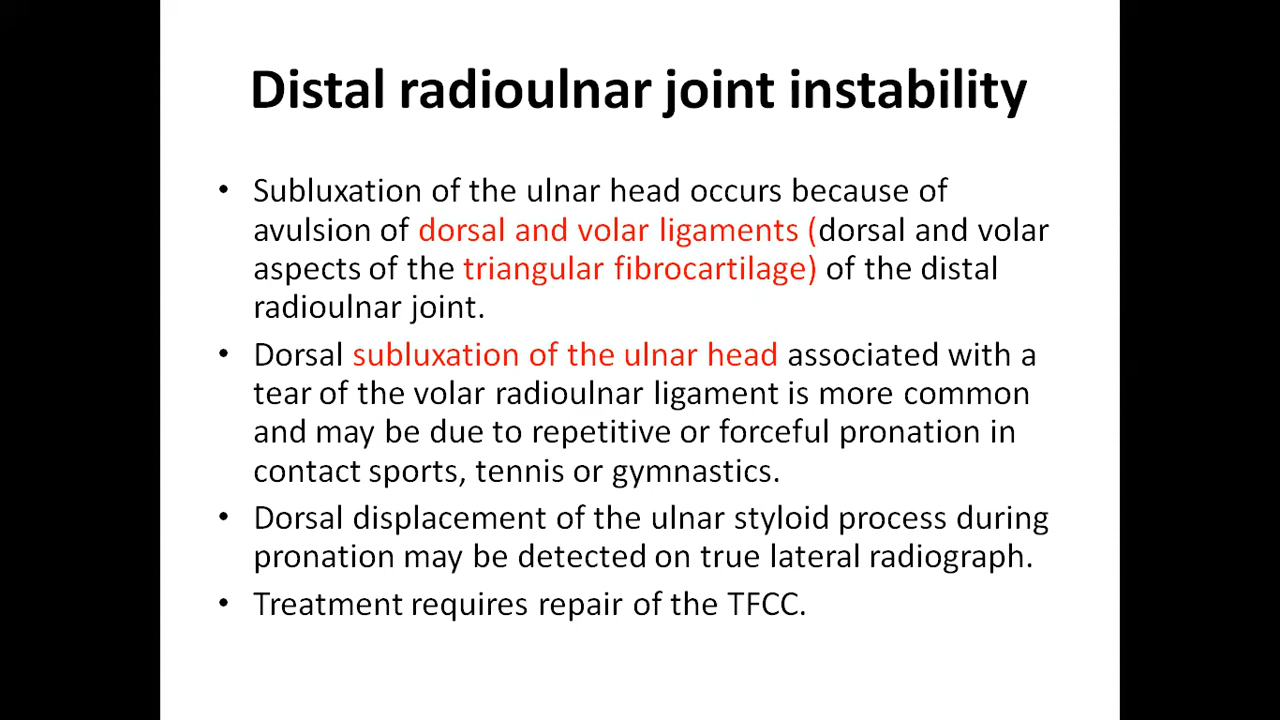 Distal radioulnar joint instability
• Subluxation of the ulnar head occurs because of
avulsion of dorsal and volar ligaments (dorsal and volar
aspects of the triangular fibrocartilage) of the distal
radioulnar joint.
• Dorsal subluxation of the ulnar head associated with a
tear of the volar radioulnar ligament is more common
and may be due to repetitive or forceful pronation in
contact sports, tennis or gymnastics.
• Dorsal displacement of the ulnar styloid process during
pronation may be detected on true lateral radiograph.
• Treatment requires repair of the TFCC.